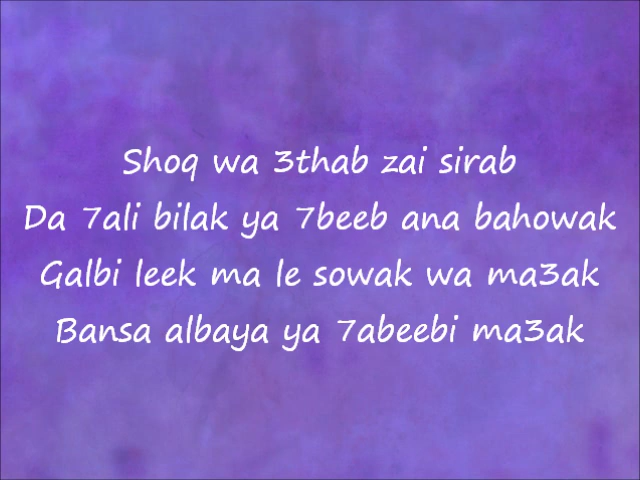 Shoq wa 3thab zai sirab
Da 7ali bilak ya 7beeb ana bahowak
Galbi leek ma le sowak wa ma3ak
Bansa albaya ya 7abeebi ma3ak